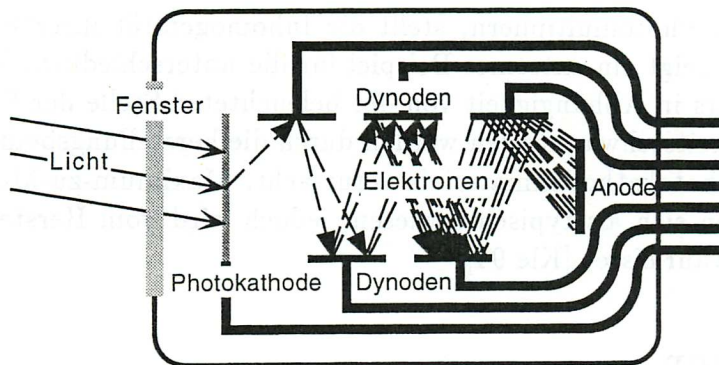 Fenster
Dynoden
Licht
Elektronen
Anode
Photokathode
Dynoden